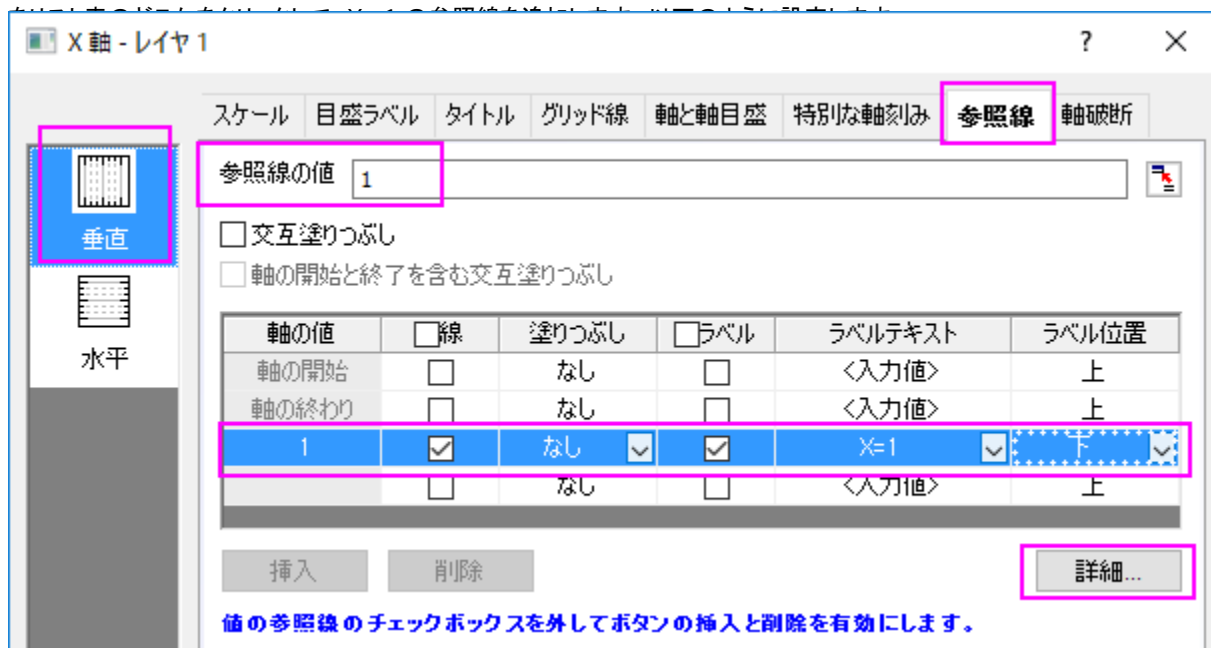 X 軸 - レイヤ 1 ? ×
スケール 目盛ラベル タイトル グリッド線 軸と軸目盛 特別な軸刻み 参照線 軸破断
垂直
水平
参照線の値 1
交互塗りつぶし
軸の開始と終了を含む交互塗りつぶし
軸の値 線 塗りつぶし ラベル ラベルテキスト ラベル位置
軸の開始 なし <入力値> 上
軸の終わり なし <入力値> 上
1 なし X=1 下
なし <入力値> 上
挿入 削除 詳細...
値の参照線のチェックボックスを外してボタンの挿入と削除を有効にします。